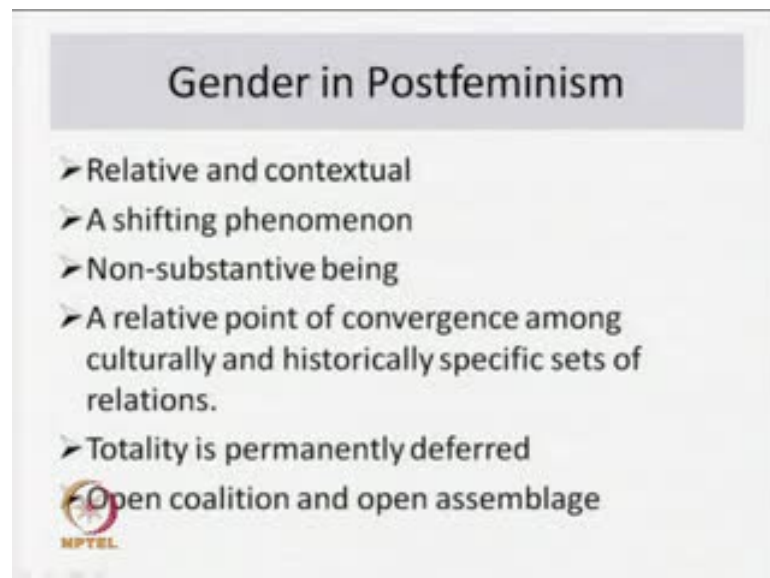 Gender in Postfeminism
➢Relative and contextual
➢A shifting phenomenon
➢Non-substantive being
➢A relative point of convergence among
culturally and historically specific sets of
relations.
➢Totality is permanently deferred
➢Open coalition and open assemblage
NPTEL